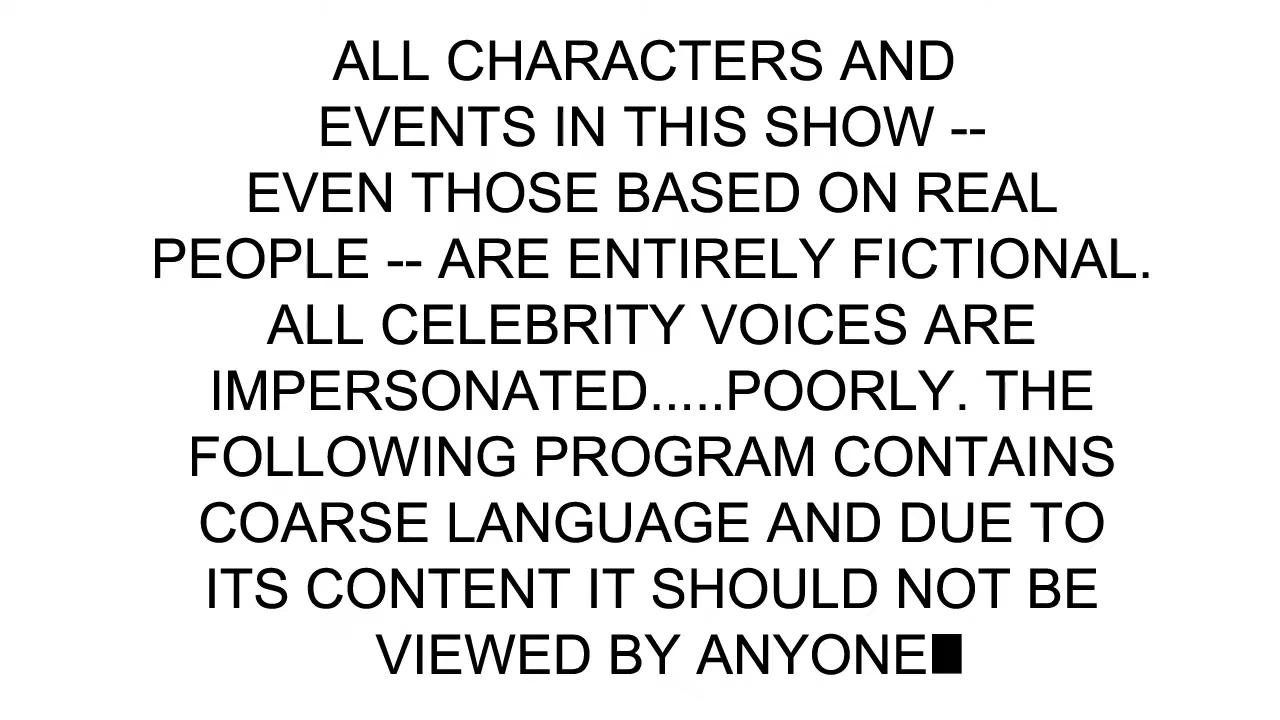 ALL CHARACTERS AND
EVENTS IN THIS SHOW --
EVEN THOSE BASED ON REAL
PEOPLE -- ARE ENTIRELY FICTIONAL.
ALL CELEBRITY VOICES ARE
IMPERSONATED.....POORLY. THE
FOLLOWING PROGRAM CONTAINS
COARSE LANGUAGE AND DUE TO
ITS CONTENT IT SHOULD NOT BE
VIEWED BY ANYONE■